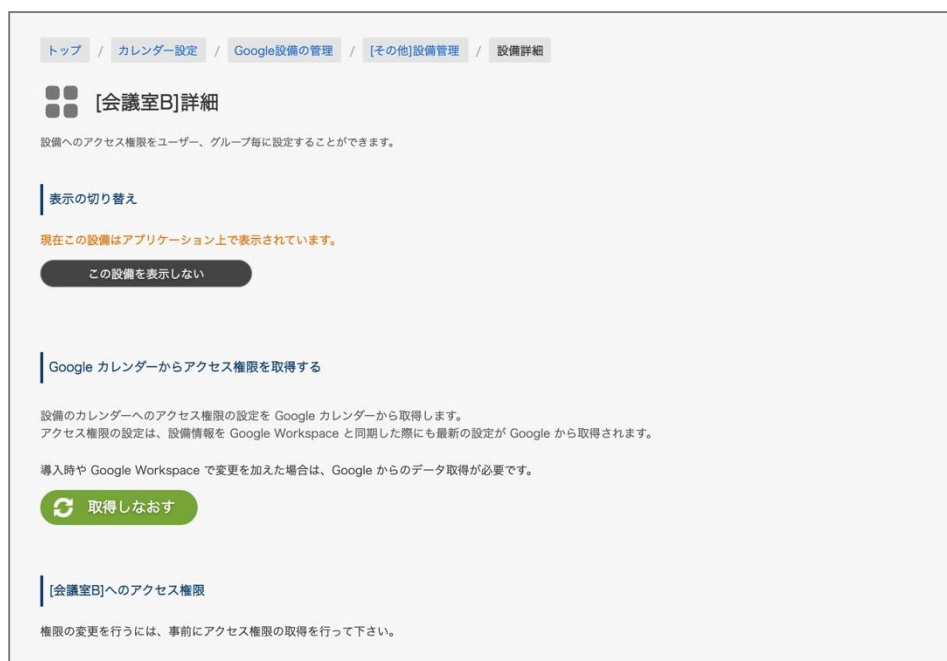 トップ / カレンダー設定 / Google設備の管理 / [その他]設備管理 / 設備詳細
[会議室B]詳細
設備へのアクセス権限をユーザー、グループ毎に設定することができます。
表示の切り替え
現在この設備はアプリケーション上で表示されています。
この設備を表示しない
Google カレンダーからアクセス権限を取得する
設備のカレンダーへのアクセス権限の設定を Google カレンダーから取得します。
アクセス権限の設定は、設備情報を Google Workspace と同期した際にも最新の設定が Google から取得されます。
導入時や Google Workspace で変更を加えた場合は、Google からのデータ取得が必要です。
取得しなおす
[会議室B]へのアクセス権限
権限の変更を行うには、事前にアクセス権限の取得を行って下さい。